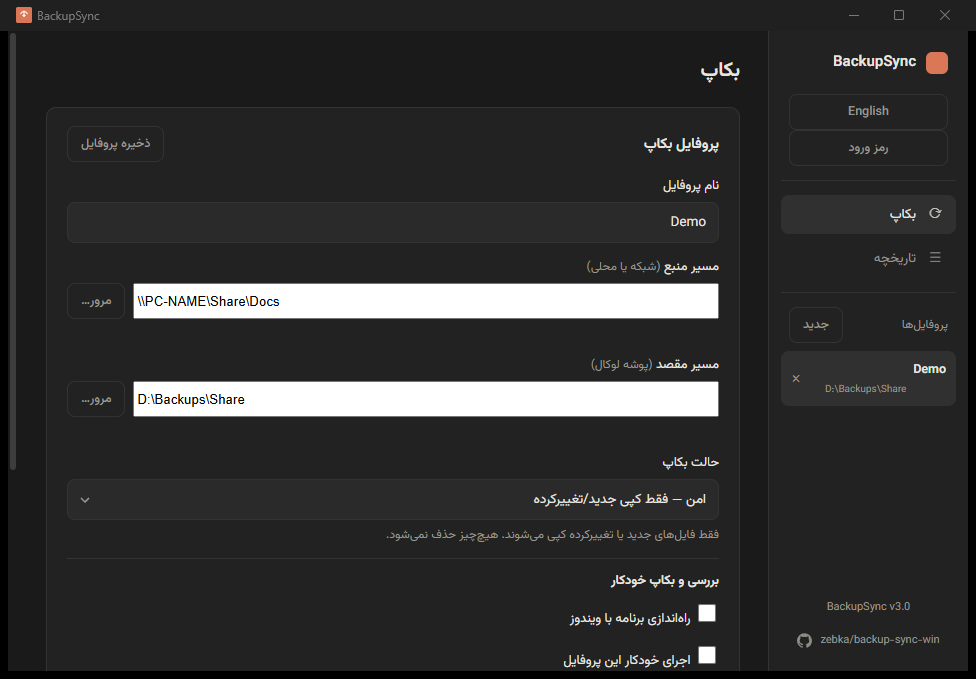 BackupSync
BackupSync
English
رمز ورود
بکاپ
تاریخچه
پروفایل‌ها
جدید
Demo
D:\Backups\Share
BackupSync v3.0
zebka/backup-sync-win
بکاپ
پروفایل بکاپ
ذخیره پروفایل
نام پروفایل
Demo
مسیر منبع (شبکه یا محلی)
\\PC-NAME\Share\Docs
مرور...
مسیر مقصد (پوشه لوکال)
D:\Backups\Share
مرور...
حالت بکاپ
امن — فقط کپی جدید/تغییرکرده
فقط فایل‌های جدید یا تغییرکرده کپی می‌شوند. هیچ‌چیز حذف نمی‌شود.
بررسی و بکاپ خودکار
راه‌اندازی برنامه با ویندوز
اجرای خودکار این پروفایل